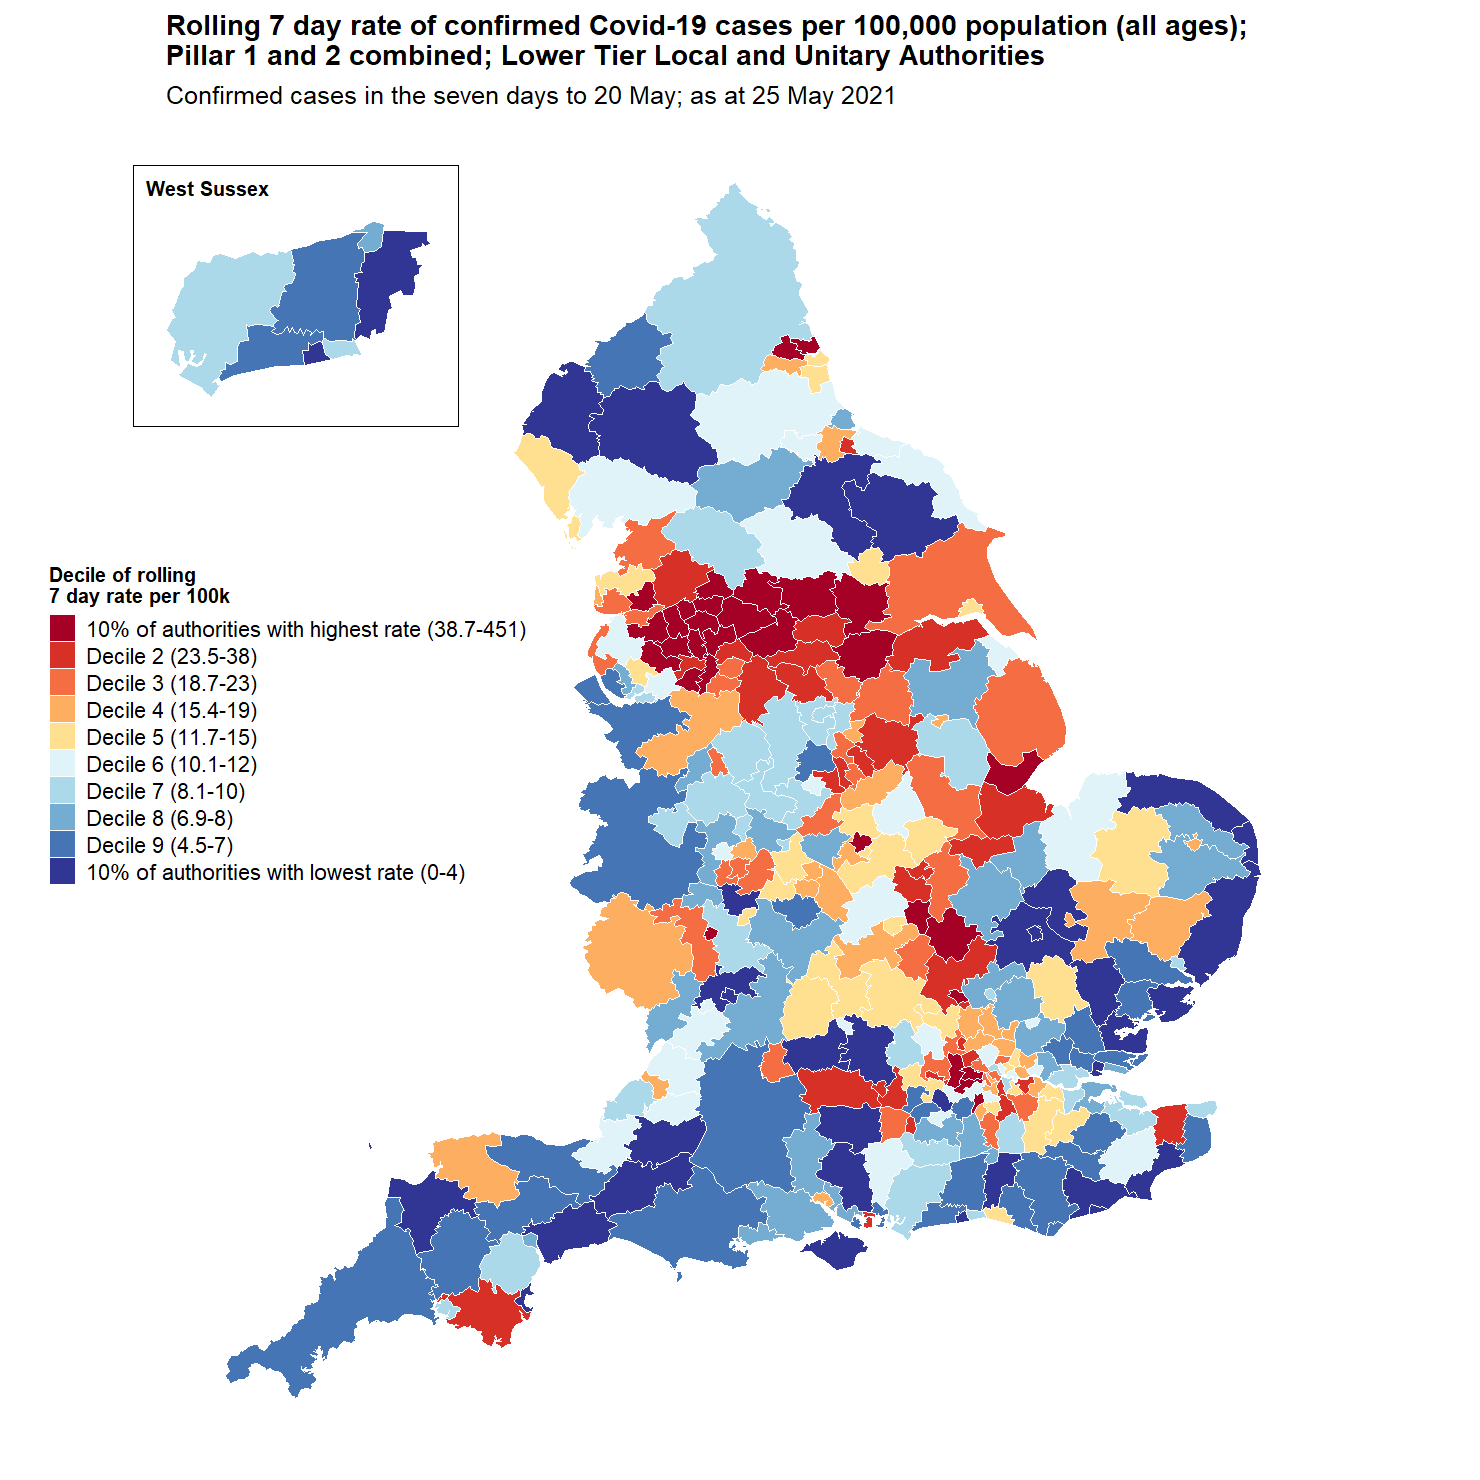 Rolling 7 day rate of confirmed Covid-19 cases per 100,000 population (all ages);
Pillar 1 and 2 combined; Lower Tier Local and Unitary Authorities
Confirmed cases in the seven days to 20 May; as at 25 May 2021
West Sussex
Decile of rolling
7 day rate per 100k
10% of authorities with highest rate (38.7-451)
Decile 2 (23.5-38)
Decile 3 (18.7-23)
Decile 4 (15.4-19)
Decile 5 (11.7-15)
Decile 6 (10.1-12)
Decile 7 (8.1-10)
Decile 8 (6.9-8)
Decile 9 (4.5-7)
10% of authorities with lowest rate (0-4)